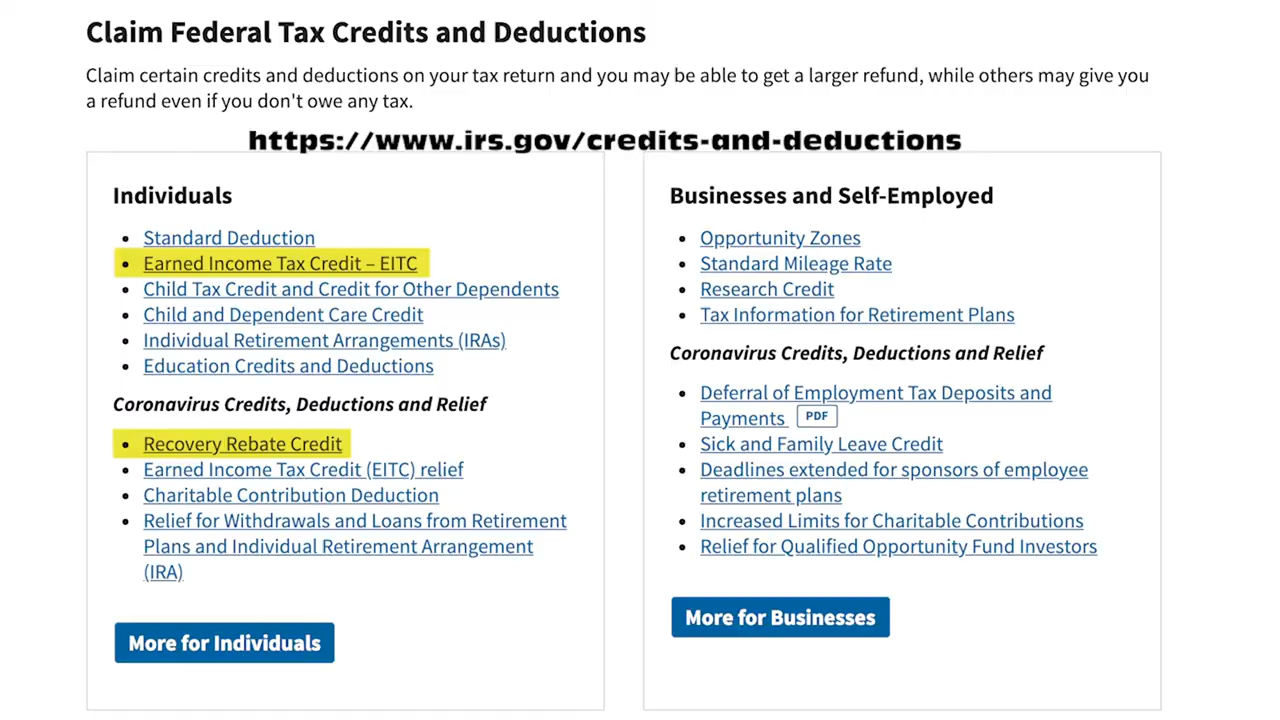 Claim Federal Tax Credits and Deductions
Claim certain credits and deductions on your tax return and you may be able to get a larger refund, while others may give you
a refund even if you don't owe any tax.
https://www.irs.gov/credits-and-deductions
Individuals
Standard Deduction
Earned Income Tax Credit – EITC
Child Tax Credit and Credit for Other Dependents
Child and Dependent Care Credit
Individual Retirement Arrangements (IRAs)
Education Credits and Deductions
Coronavirus Credits, Deductions and Relief
Recovery Rebate Credit
Earned Income Tax Credit (EITC) relief
Charitable Contribution Deduction
Relief for Withdrawals and Loans from Retirement
Plans and Individual Retirement Arrangement
(IRA)
More for Individuals
Businesses and Self-Employed
Opportunity Zones
Standard Mileage Rate
Research Credit
Tax Information for Retirement Plans
Coronavirus Credits, Deductions and Relief
Deferral of Employment Tax Deposits and
Payments PDF
Sick and Family Leave Credit
Deadlines extended for sponsors of employee
retirement plans
Increased Limits for Charitable Contributions
Relief for Qualified Opportunity Fund Investors
More for Businesses